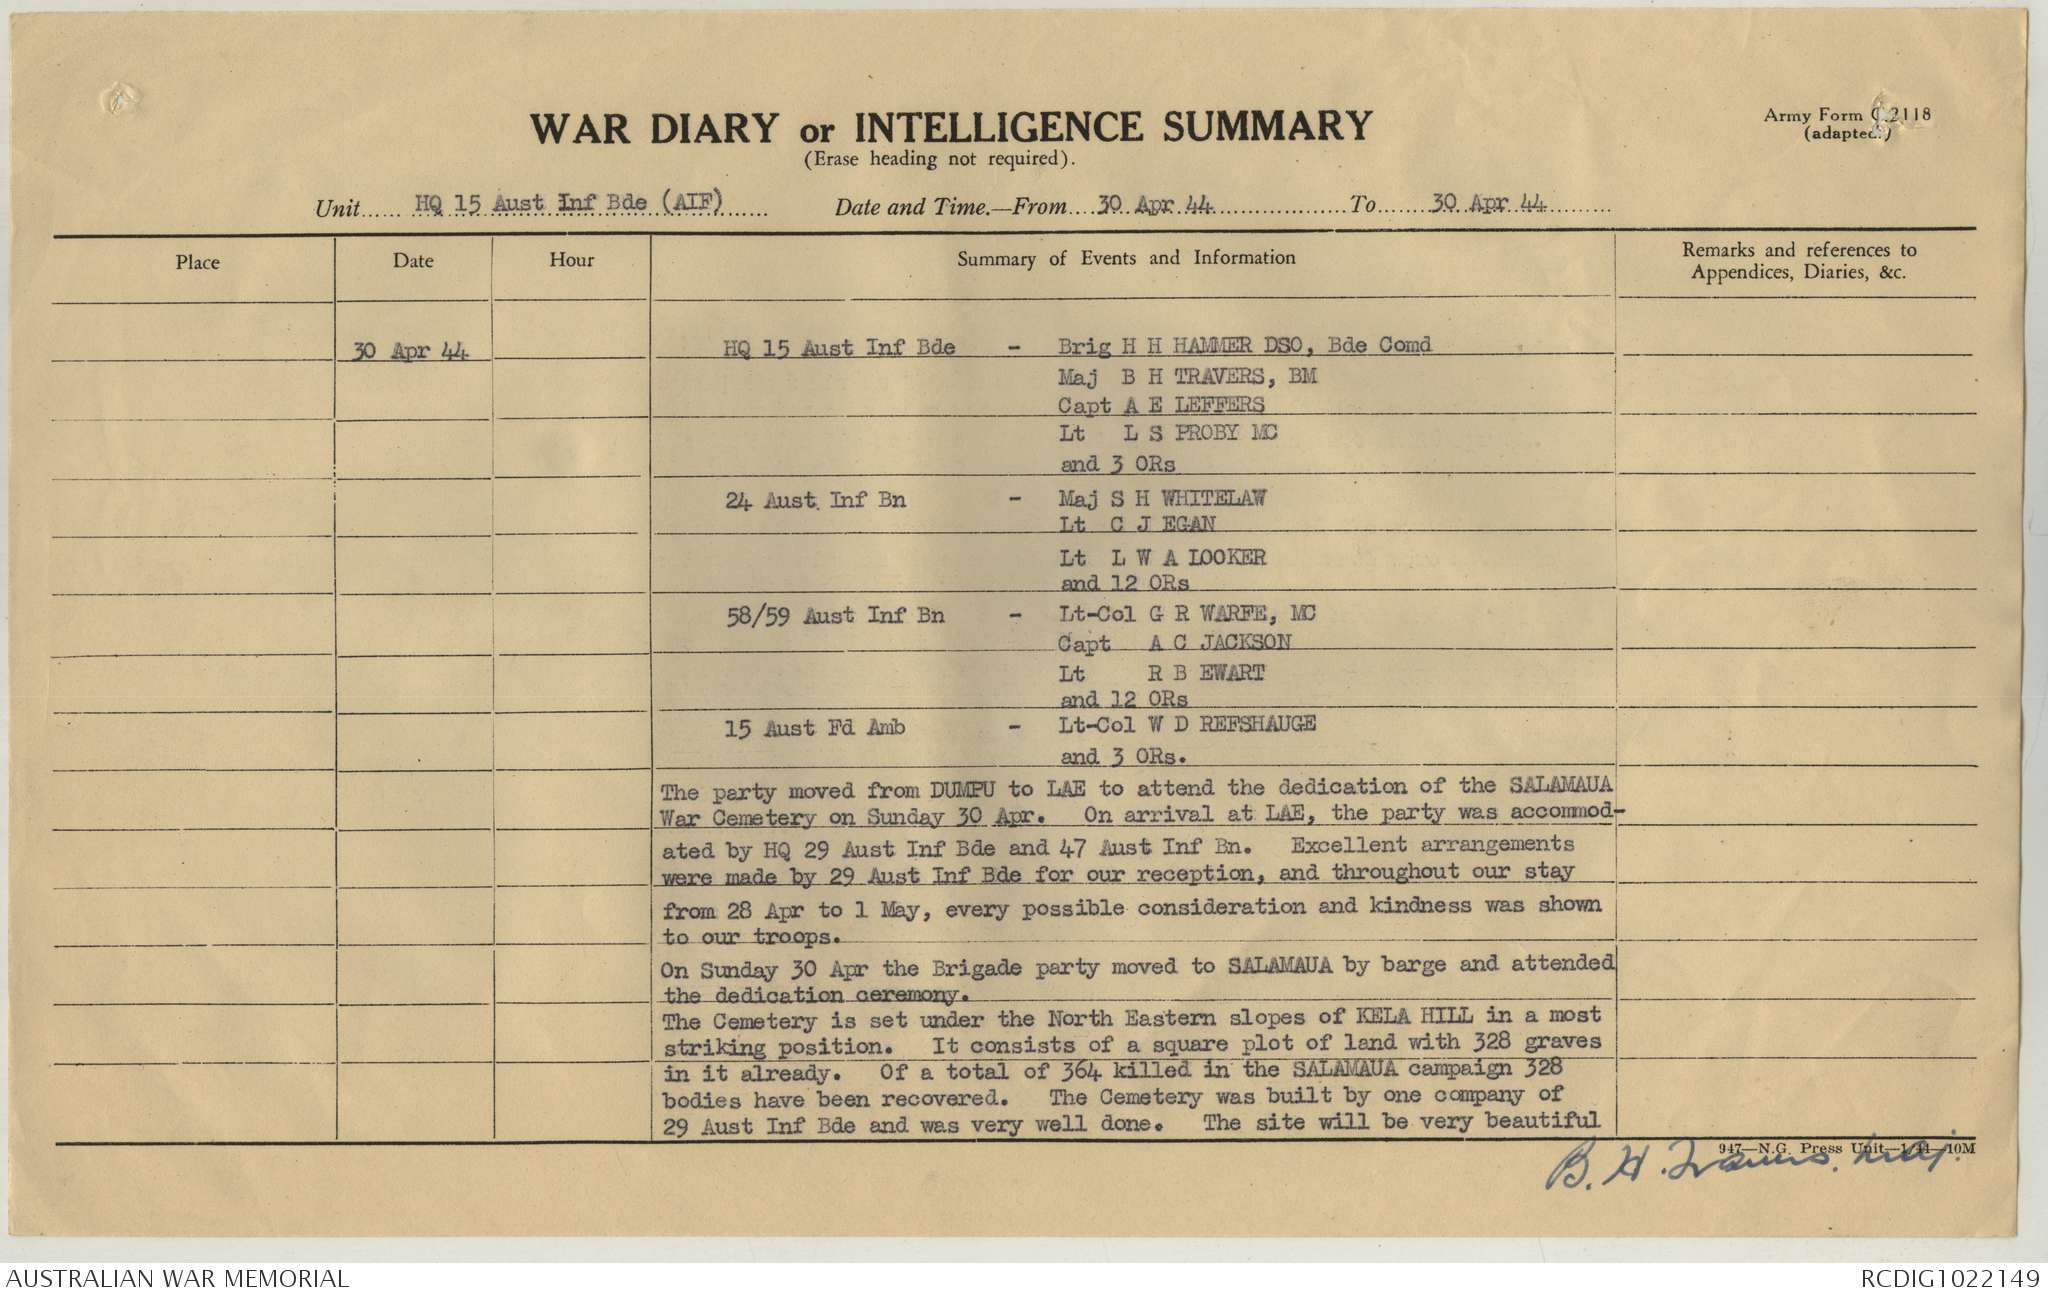 WAR DIARY or INTELLIGENCE SUMMARY
(Erase heading not required).
Army Form C.2118
(adapted.)
Unit...... HQ 15 Aust Inf Bde (AIF)...... Date and Time.—From....30 Apr 44....................To.......30 Apr 44..........
Place Date Hour Summary of Events and Information Remarks and references to
Appendices, Diaries, &c.
30 Apr 44 HQ 15 Aust Inf Bde - Brig H H HAMMER DSO, Bde Comd
Maj B H TRAVERS, BM
Capt A E LEFFERS
Lt L S PROBY MC
and 3 ORs
24 Aust Inf Bn - Maj S H WHITELAW
Lt C J EGAN
Lt L W A LOOKER
and 12 ORs
58/59 Aust Inf Bn - Lt-Col G R WARFE, MC
Capt A C JACKSON
Lt R B EWART
and 12 ORs
15 Aust Fd Amb - Lt-Col W D REFSHAUGE
and 3 ORs.
The party moved from DUMPU to LAE to attend the dedication of the SALAMAUA
War Cemetery on Sunday 30 Apr. On arrival at LAE, the party was accommod-
ated by HQ 29 Aust Inf Bde and 47 Aust Inf Bn. Excellent arrangements
were made by 29 Aust Inf Bde for our reception, and throughout our stay
from 28 Apr to 1 May, every possible consideration and kindness was shown
to our troops.
On Sunday 30 Apr the Brigade party moved to SALAMAUA by barge and attended
the dedication ceremony.
The Cemetery is set under the North Eastern slopes of KELA HILL in a most
striking position. It consists of a square plot of land with 328 graves
in it already. Of a total of 364 killed in the SALAMAUA campaign 328
bodies have been recovered. The Cemetery was built by one company of
29 Aust Inf Bde and was very well done. The site will be very beautiful
947—N.G. Press Unit—1/44—10M
B. H. Travers. Maj.
AUSTRALIAN WAR MEMORIAL
RCDIG1022149